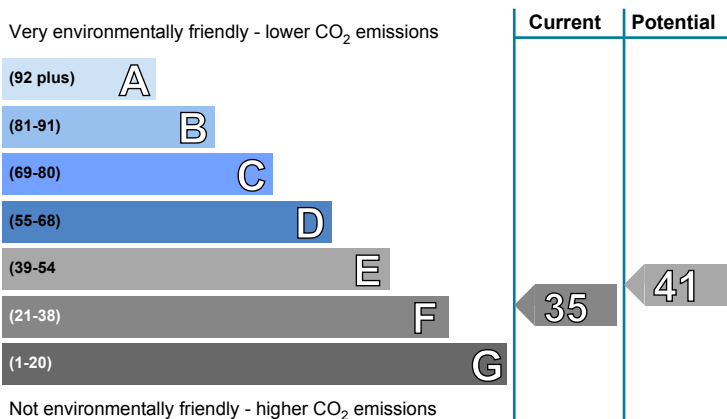 Current Potential
Very environmentally friendly - lower CO₂ emissions
(92 plus) A
(81-91) B
(69-80) C
(55-68) D
(39-54 E
41
(21-38) F
35
(1-20) G
Not environmentally friendly - higher CO₂ emissions